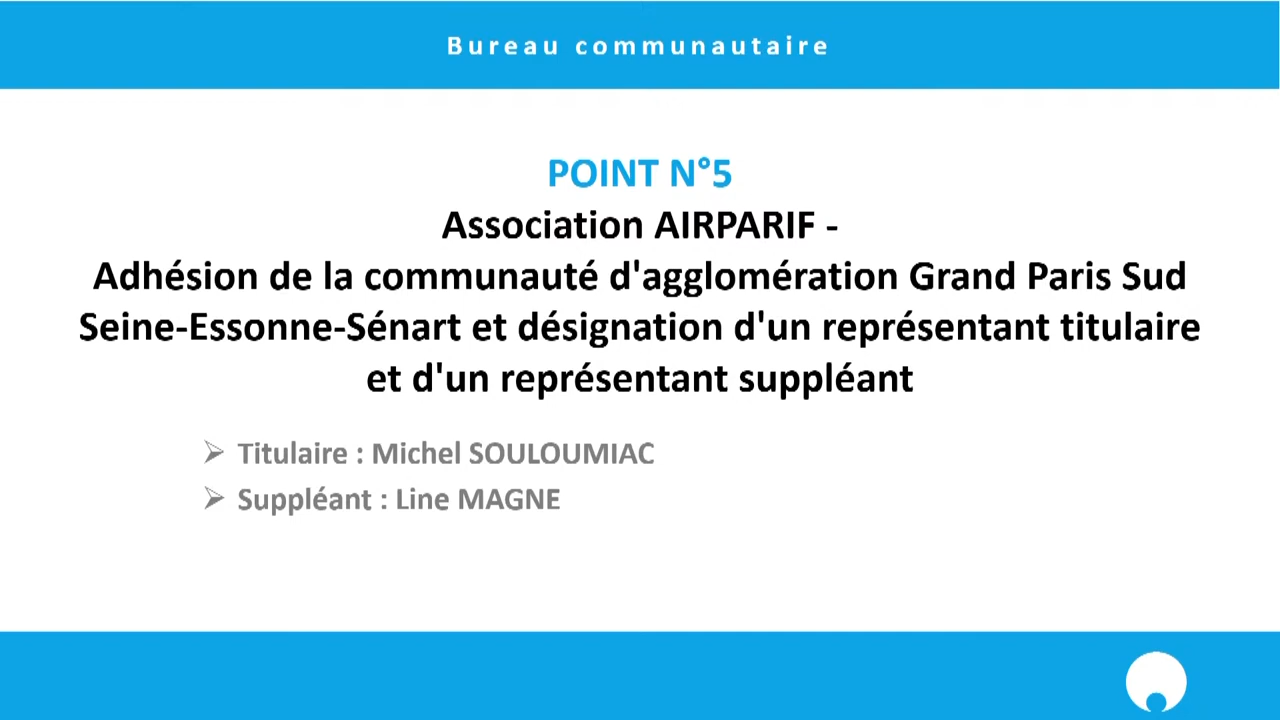 Bureau communautaire
POINT N°5
Association AIRPARIF -
Adhésion de la communauté d'agglomération Grand Paris Sud
Seine-Essonne-Sénart et désignation d'un représentant titulaire
et d'un représentant suppléant
➢ Titulaire : Michel SOULOUMIAC
➢ Suppléant : Line MAGNE